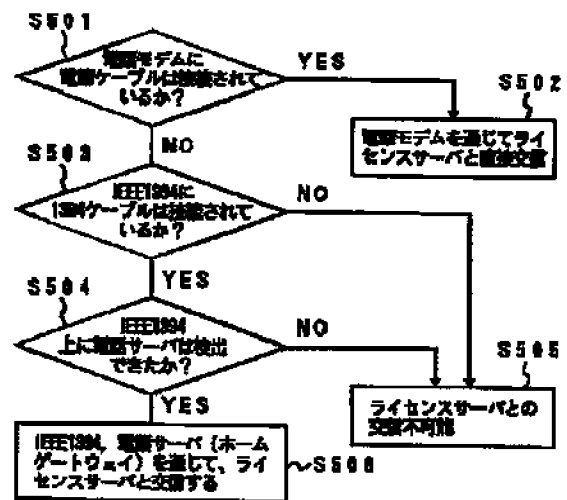 S501
電話モデムに
電話ケーブルは接続されて
いるか?
YES
S502
電話モデムを通じてライ
センスサーバと直接交信
NO
S503
IEEE1394に
1394ケーブルは接続されて
いるか?
NO
YES
S504
IEEE1394
上に電話サーバは検出
できたか?
NO
S505
ライセンスサーバとの
交信不可能
YES
IEEE1394,電話サーバ(ホーム
ゲートウェイ)を通じて、ライ
センスサーバと交信する
S506